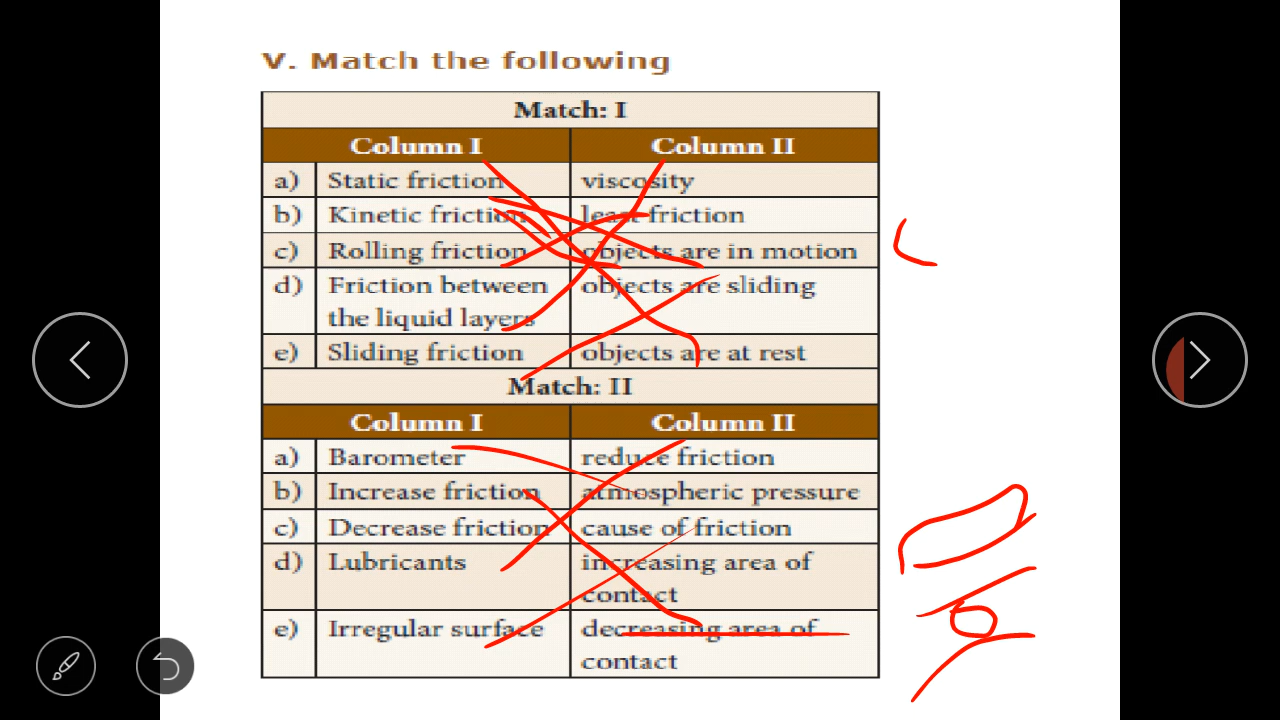 V. Match the following
Match: I
Column I Column II
a) Static friction viscosity
b) Kinetic friction least friction
c) Rolling friction objects are in motion
d) Friction between objects are sliding
the liquid layers
e) Sliding friction objects are at rest
Match: II
Column I Column II
a) Barometer reduce friction
b) Increase friction atmospheric pressure
c) Decrease friction cause of friction
d) Lubricants increasing area of
contact
e) Irregular surface decreasing area of
contact